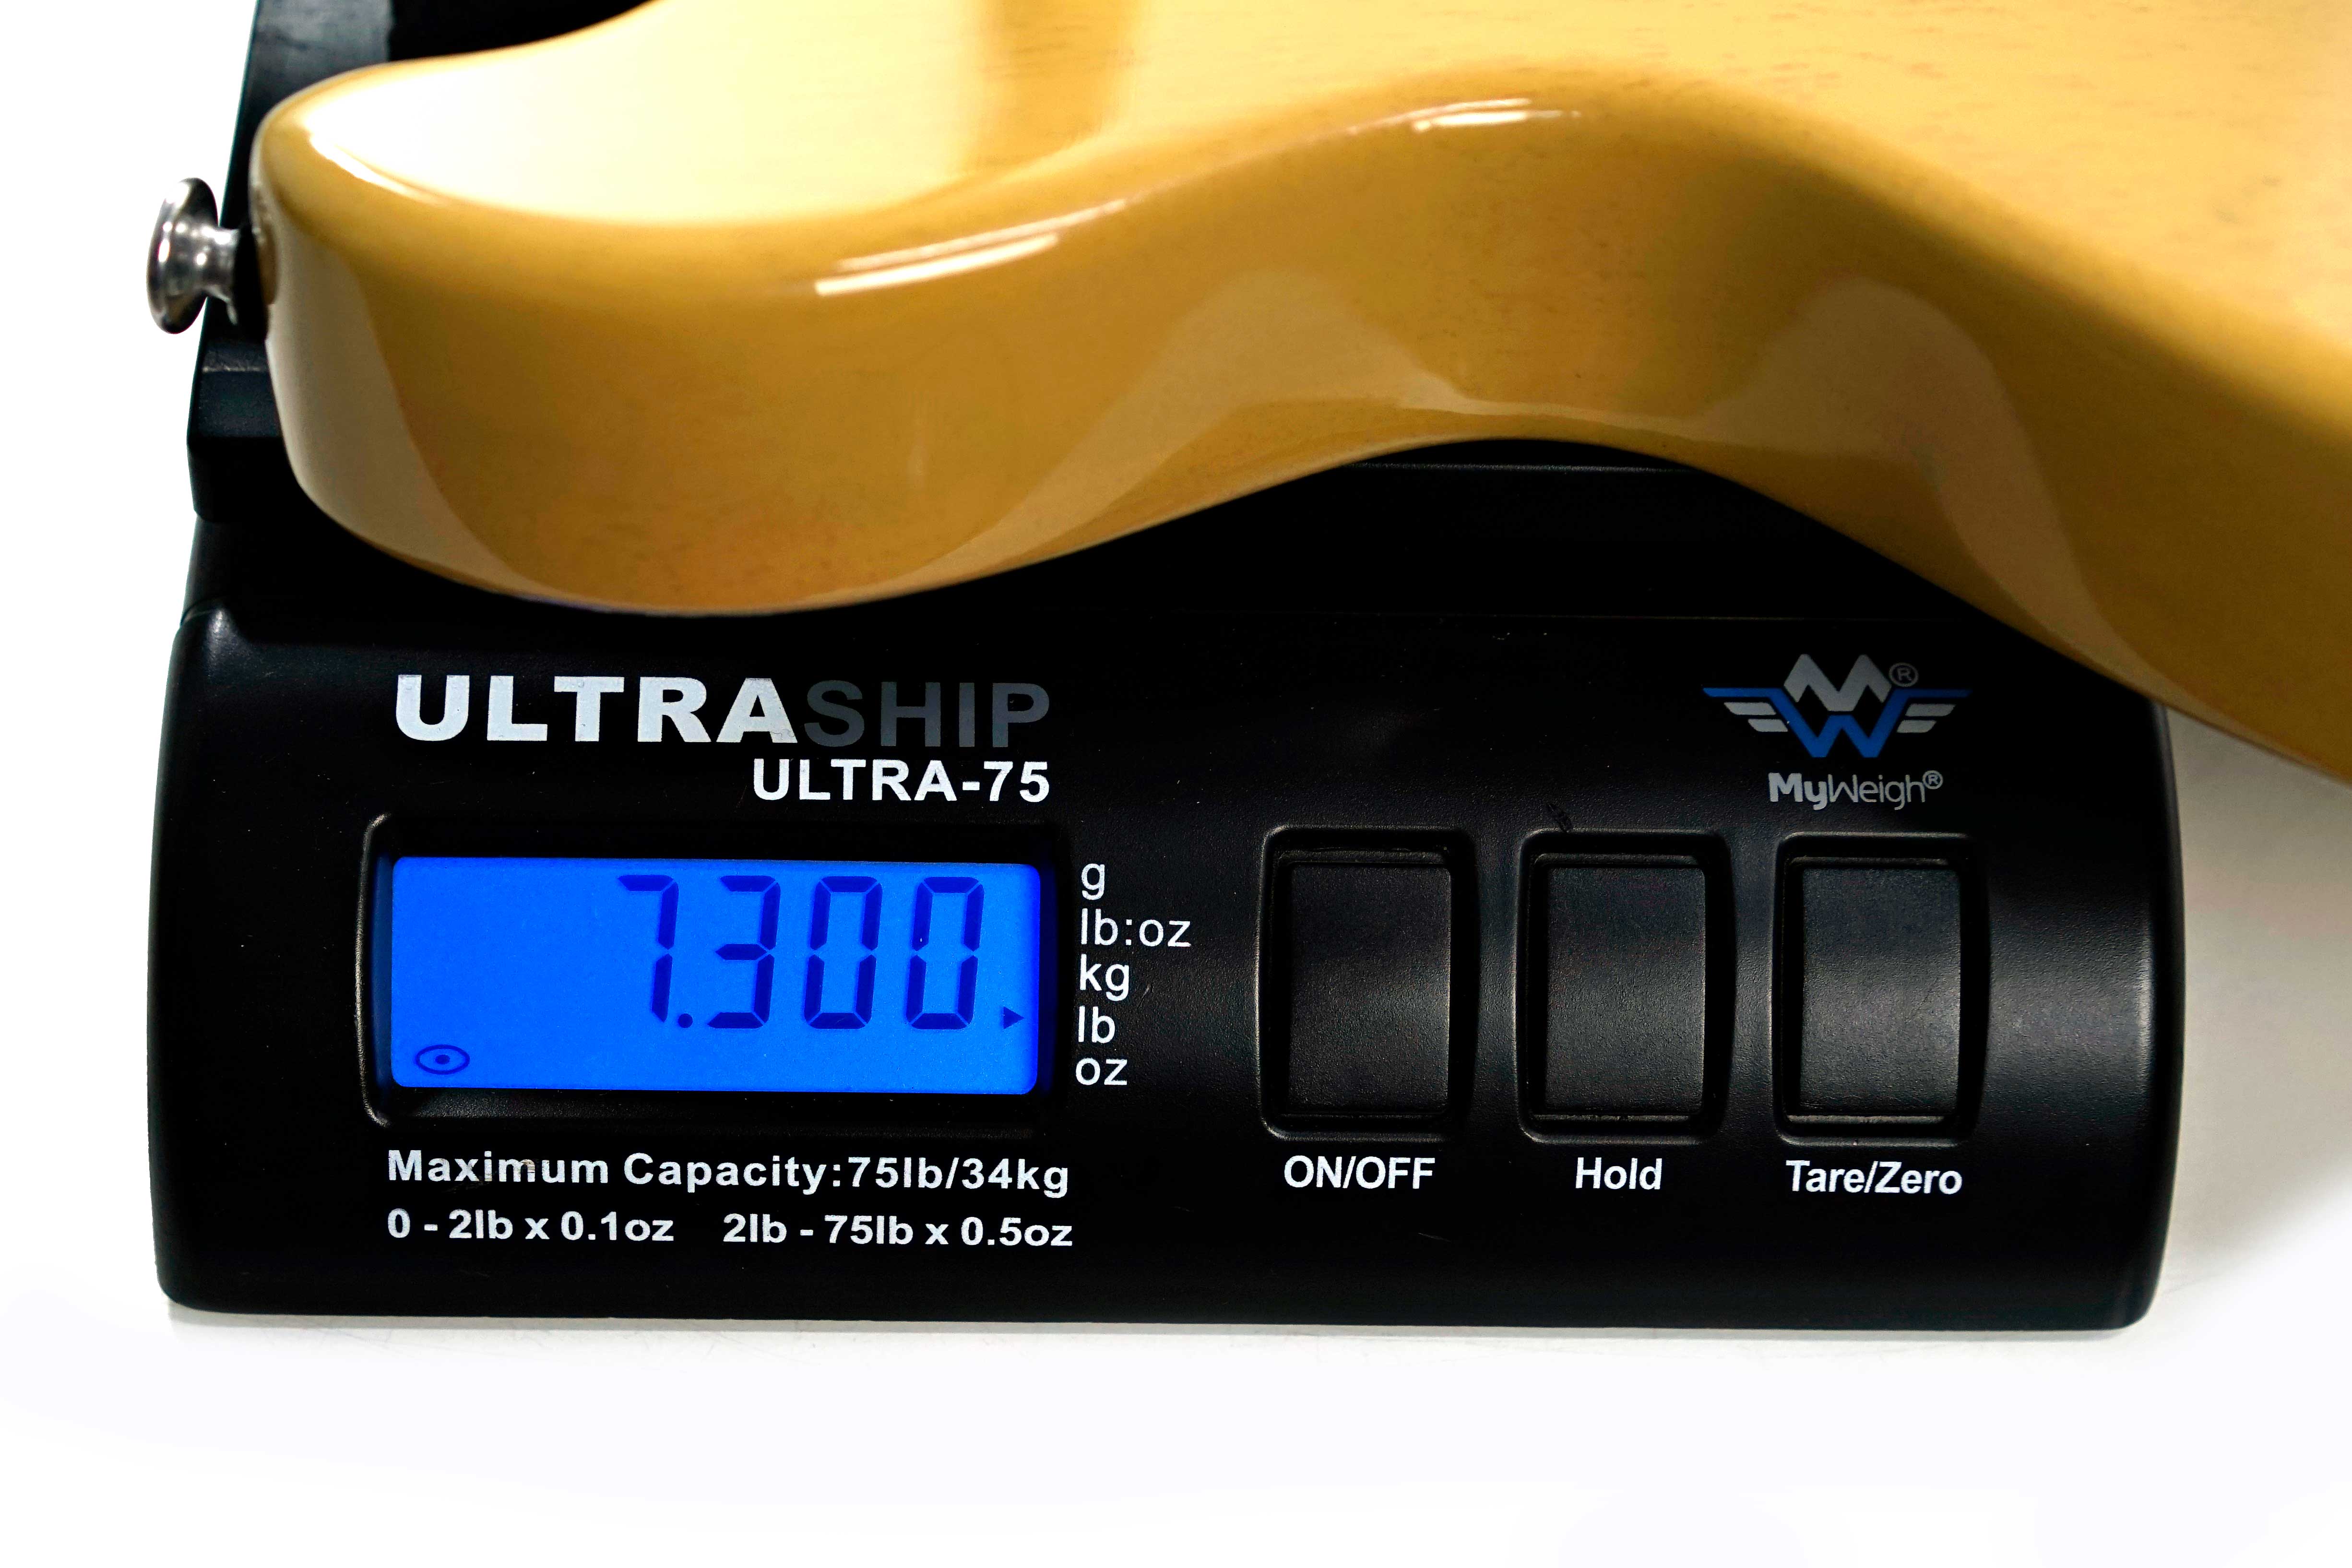 ULTRASHIP
ULTRA-75
MW®
MyWeigh®
7.300
g
lb:oz
kg
lb
oz
Maximum Capacity:75lb/34kg
0 - 2lb x 0.1oz 2lb - 75lb x 0.5oz
ON/OFF
Hold
Tare/Zero